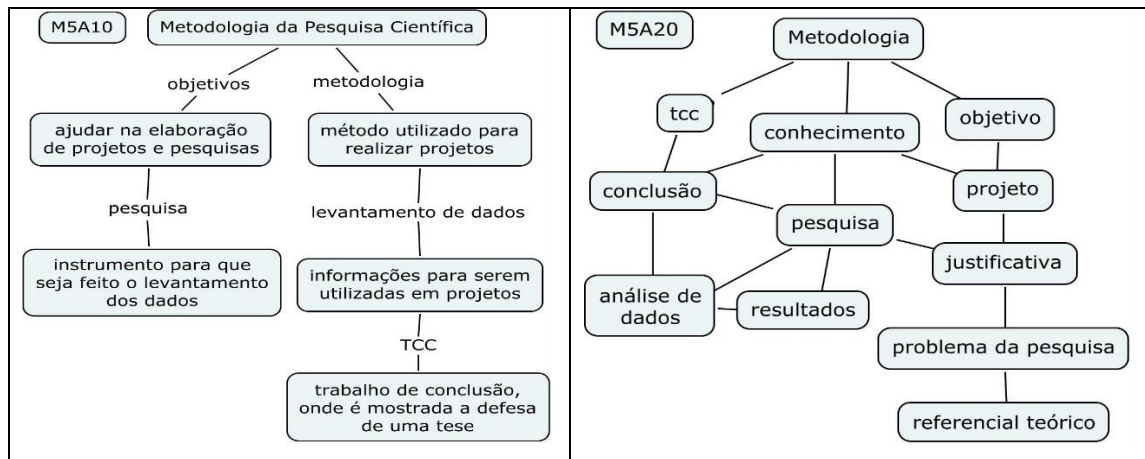 M5A10
Metodologia da Pesquisa Científica
objetivos
metodologia
ajudar na elaboração
de projetos e pesquisas
método utilizado para
realizar projetos
pesquisa
levantamento de dados
instrumento para que
seja feito o levantamento
dos dados
informações para serem
utilizadas em projetos
TCC
trabalho de conclusão,
onde é mostrada a defesa
de uma tese
M5A20
Metodologia
tcc
conhecimento
objetivo
conclusão
projeto
pesquisa
justificativa
análise de
dados
resultados
problema da pesquisa
referencial teórico